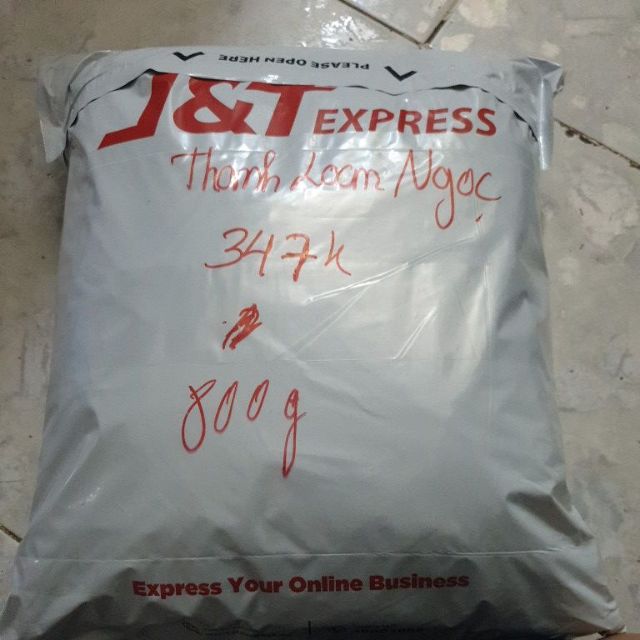 PLEASE OPEN HERE
J&T EXPRESS
Thanh Loan Ngọc
347k
800g
Express Your Online Business